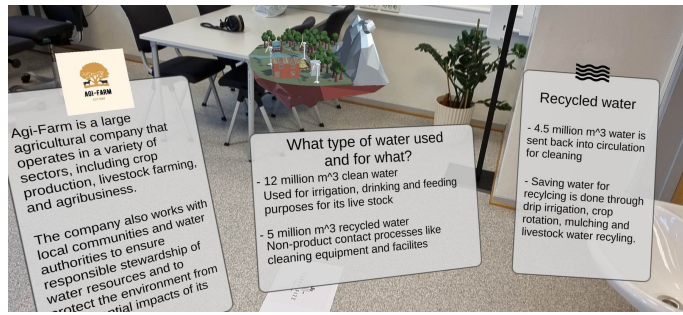 AGI-FARM
Agi-Farm is a large
agricultural company that
operates in a variety of
sectors, including crop
production, livestock farming,
and agribusiness.
The company also works with
local communities and water
authorities to ensure
responsible stewardship of
water resources and to
protect the environment from
ential impacts of its
What type of water used
and for what?
- 12 million m^3 clean water
Used for irrigation, drinking and feeding
purposes for its live stock
- 5 million m^3 recycled water
Non-product contact processes like
cleaning equipment and facilites
Recycled water
- 4.5 million m^3 water is
sent back into circulation
for cleaning
- Saving water for
recylcing is done through
drip irrigation, crop
rotation, mulching and
livestock water recyling.